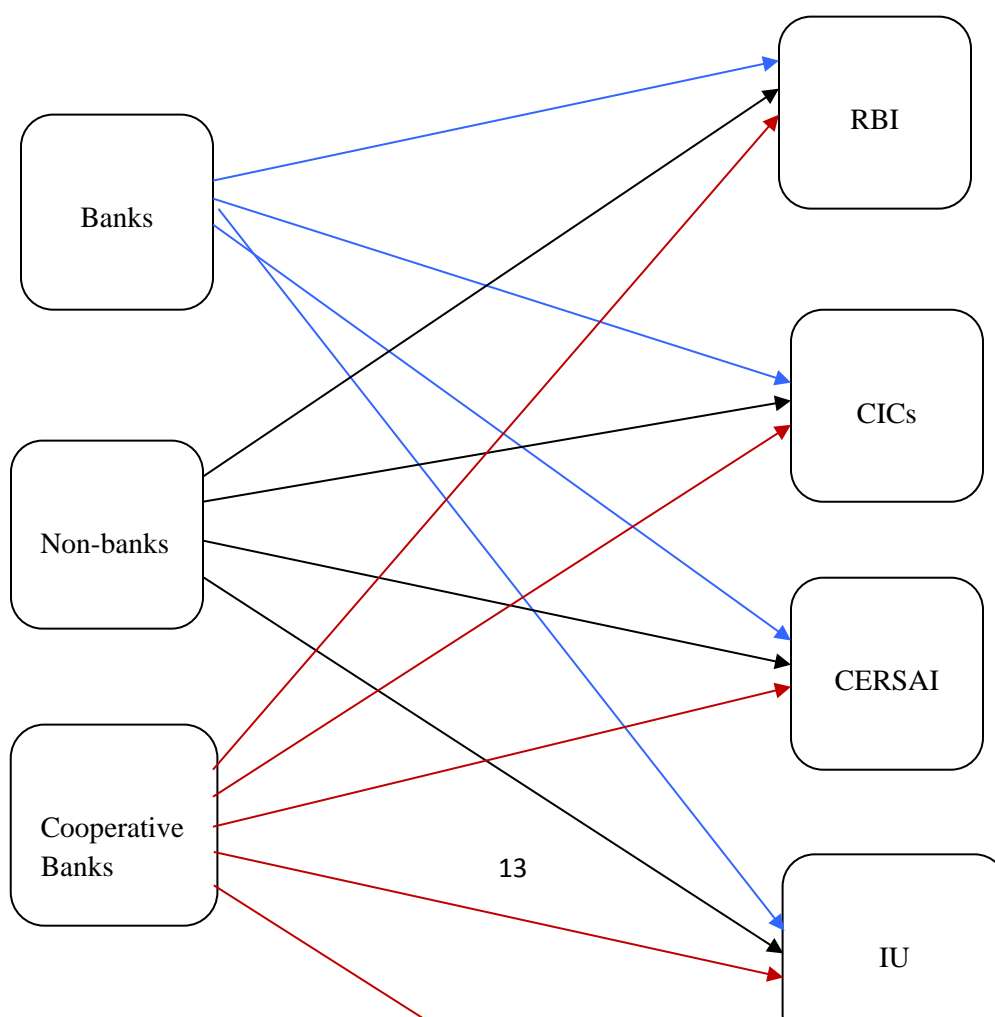 RBI
Banks
CICs
Non-banks
CERSAI
Cooperative
Banks
13
IU